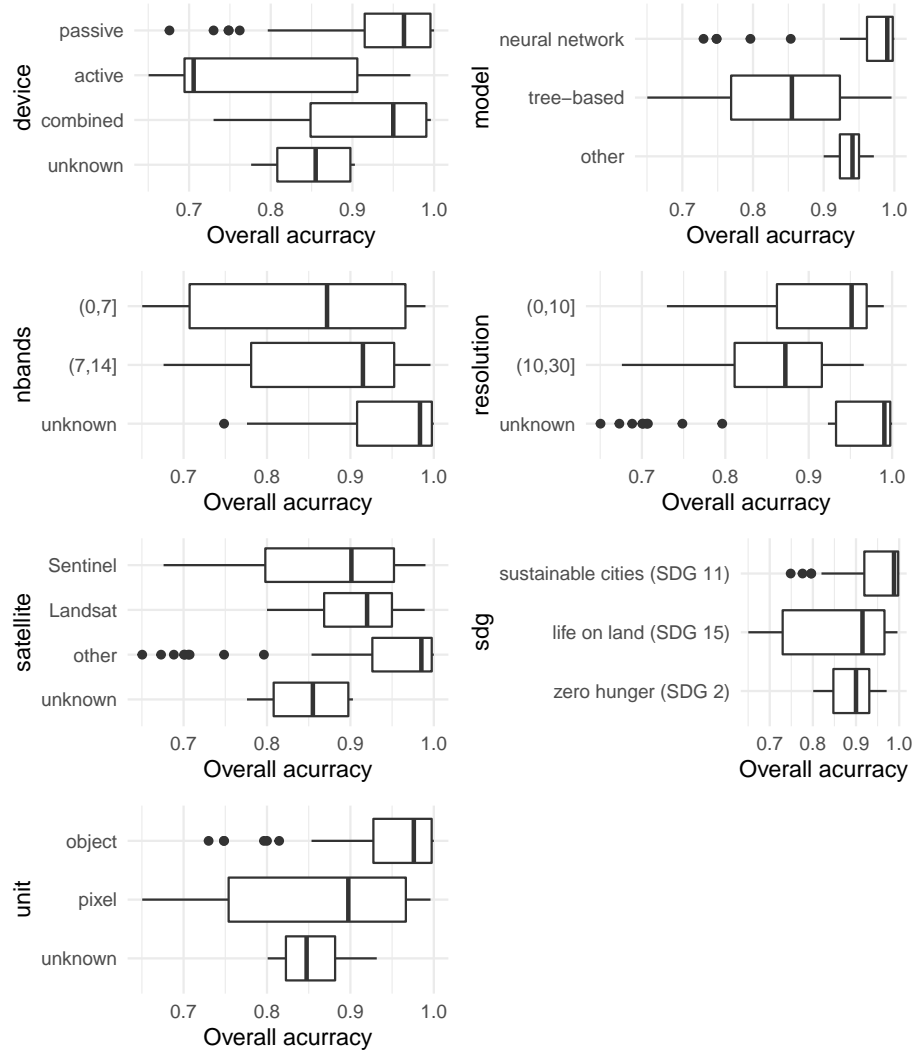 passive
active
combined
unknown
device
0.7 0.8 0.9 1.0
Overall acurracy
neural network
tree−based
other
model
0.7 0.8 0.9 1.0
Overall acurracy
(0,7]
(7,14]
unknown
nbands
0.7 0.8 0.9 1.0
Overall acurracy
(0,10]
(10,30]
unknown
resolution
0.7 0.8 0.9 1.0
Overall acurracy
Sentinel
Landsat
other
unknown
satellite
0.7 0.8 0.9 1.0
Overall acurracy
sustainable cities (SDG 11)
life on land (SDG 15)
zero hunger (SDG 2)
sdg
0.7 0.8 0.9 1.0
Overall acurracy
object
pixel
unknown
unit
0.7 0.8 0.9 1.0
Overall acurracy